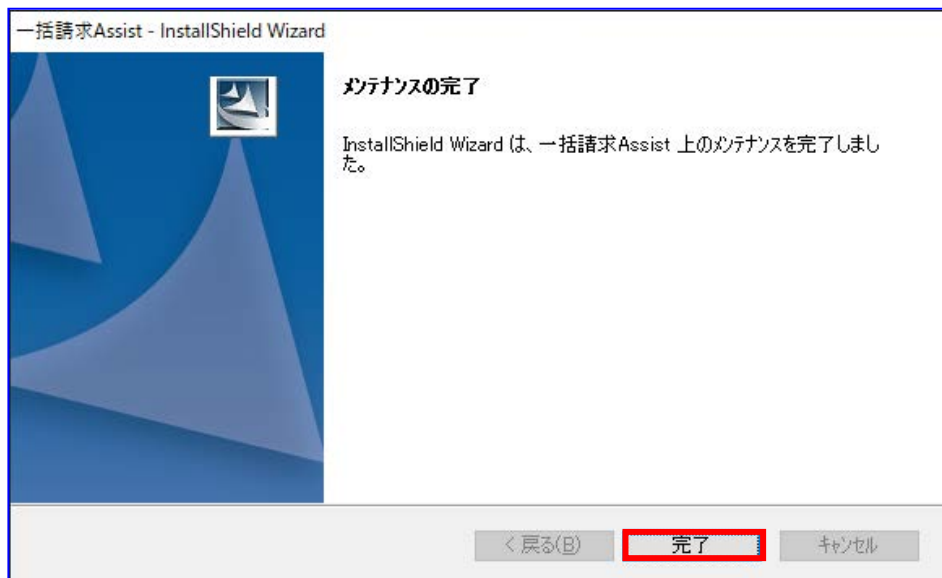 一括請求Assist - InstallShield Wizard
メンテナンスの完了
InstallShield Wizard は、一括請求Assist 上のメンテナンスを完了しまし
た。
< 戻る(B)
完了
キャンセル